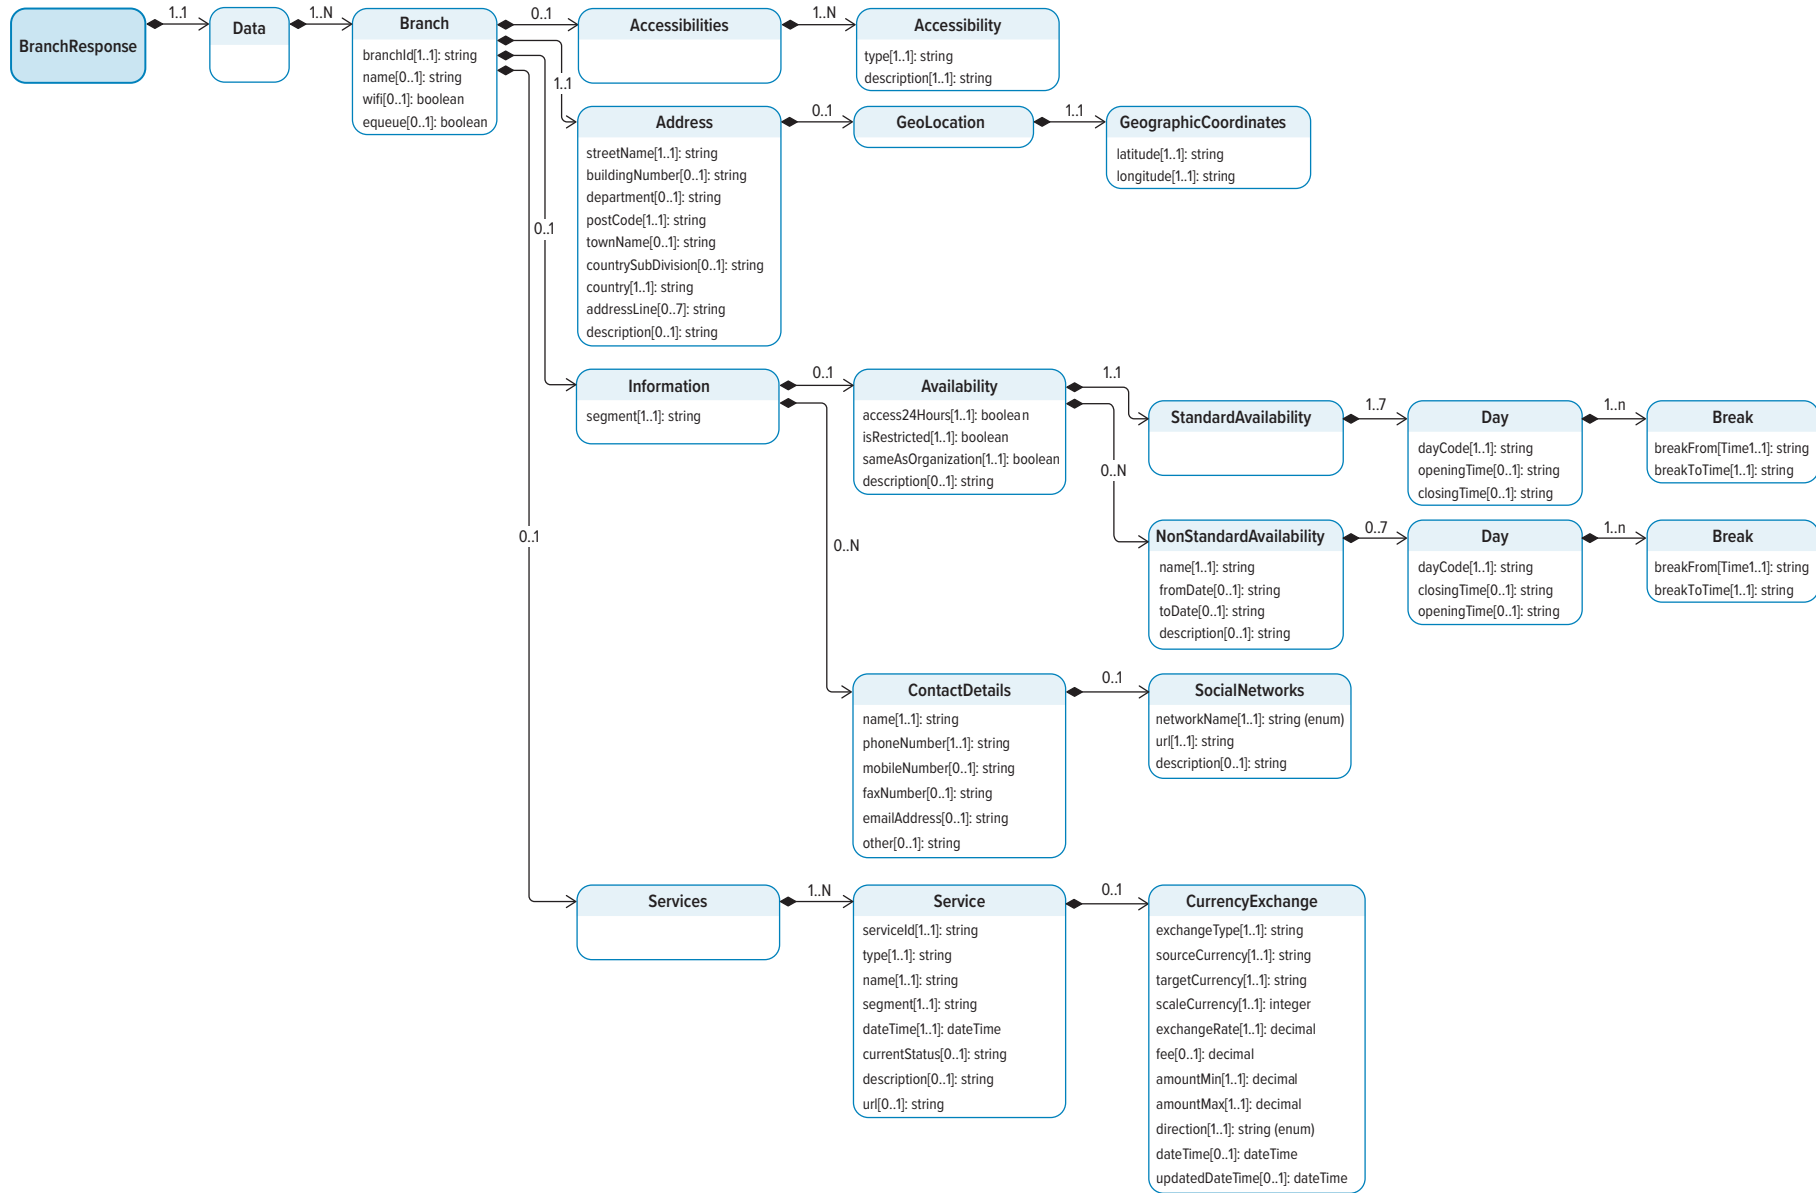 BranchResponse
1..1
Data
1..N
Branch
branchId[1..1]: string
name[0..1]: string
wifi[0..1]: boolean
equeue[0..1]: boolean
0..1
Accessibilities
1..N
Accessibility
type[1..1]: string
description[1..1]: string
1..1
Address
streetName[1..1]: string
buildingNumber[0..1]: string
department[0..1]: string
postCode[1..1]: string
townName[0..1]: string
countrySubDivision[0..1]: string
country[1..1]: string
addressLine[0..7]: string
description[0..1]: string
0..1
GeoLocation
1..1
GeographicCoordinates
latitude[1..1]: string
longitude[1..1]: string
0..1
Information
segment[1..1]: string
0..1
Availability
access24Hours[1..1]: boolean
isRestricted[1..1]: boolean
sameAsOrganization[1..1]: boolean
description[0..1]: string
1..1
StandardAvailability
1..7
Day
dayCode[1..1]: string
openingTime[0..1]: string
closingTime[0..1]: string
1..n
Break
breakFrom[Time1..1]: string
breakToTime[1..1]: string
0..N
NonStandardAvailability
name[1..1]: string
fromDate[0..1]: string
toDate[0..1]: string
description[0..1]: string
0..7
Day
dayCode[1..1]: string
closingTime[0..1]: string
openingTime[0..1]: string
1..n
Break
breakFrom[Time1..1]: string
breakToTime[1..1]: string
0..N
ContactDetails
name[1..1]: string
phoneNumber[1..1]: string
mobileNumber[0..1]: string
faxNumber[0..1]: string
emailAddress[0..1]: string
other[0..1]: string
0..1
SocialNetworks
networkName[1..1]: string (enum)
url[1..1]: string
description[0..1]: string
0..1
Services
1..N
Service
serviceId[1..1]: string
type[1..1]: string
name[1..1]: string
segment[1..1]: string
dateTime[1..1]: dateTime
currentStatus[0..1]: string
description[0..1]: string
url[0..1]: string
0..1
CurrencyExchange
exchangeType[1..1]: string
sourceCurrency[1..1]: string
targetCurrency[1..1]: string
scaleCurrency[1..1]: integer
exchangeRate[1..1]: decimal
fee[0..1]: decimal
amountMin[1..1]: decimal
amountMax[1..1]: decimal
direction[1..1]: string (enum)
dateTime[0..1]: dateTime
updatedDateTime[0..1]: dateTime